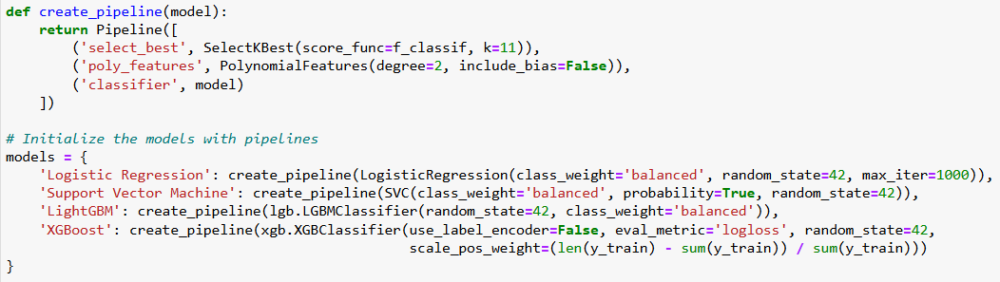 def create_pipeline(model):
    return Pipeline([
        ('select_best', SelectKBest(score_func=f_classif, k=11)),
        ('poly_features', PolynomialFeatures(degree=2, include_bias=False)),
        ('classifier', model)
    ])

# Initialize the models with pipelines
models = {
    'Logistic Regression': create_pipeline(LogisticRegression(class_weight='balanced', random_state=42, max_iter=1000)),
    'Support Vector Machine': create_pipeline(SVC(class_weight='balanced', probability=True, random_state=42)),
    'LightGBM': create_pipeline(lgb.LGBMClassifier(random_state=42, class_weight='balanced')),
    'XGBoost': create_pipeline(xgb.XGBClassifier(use_label_encoder=False, eval_metric='logloss', random_state=42,
                                                 scale_pos_weight=(len(y_train) - sum(y_train)) / sum(y_train)))
}